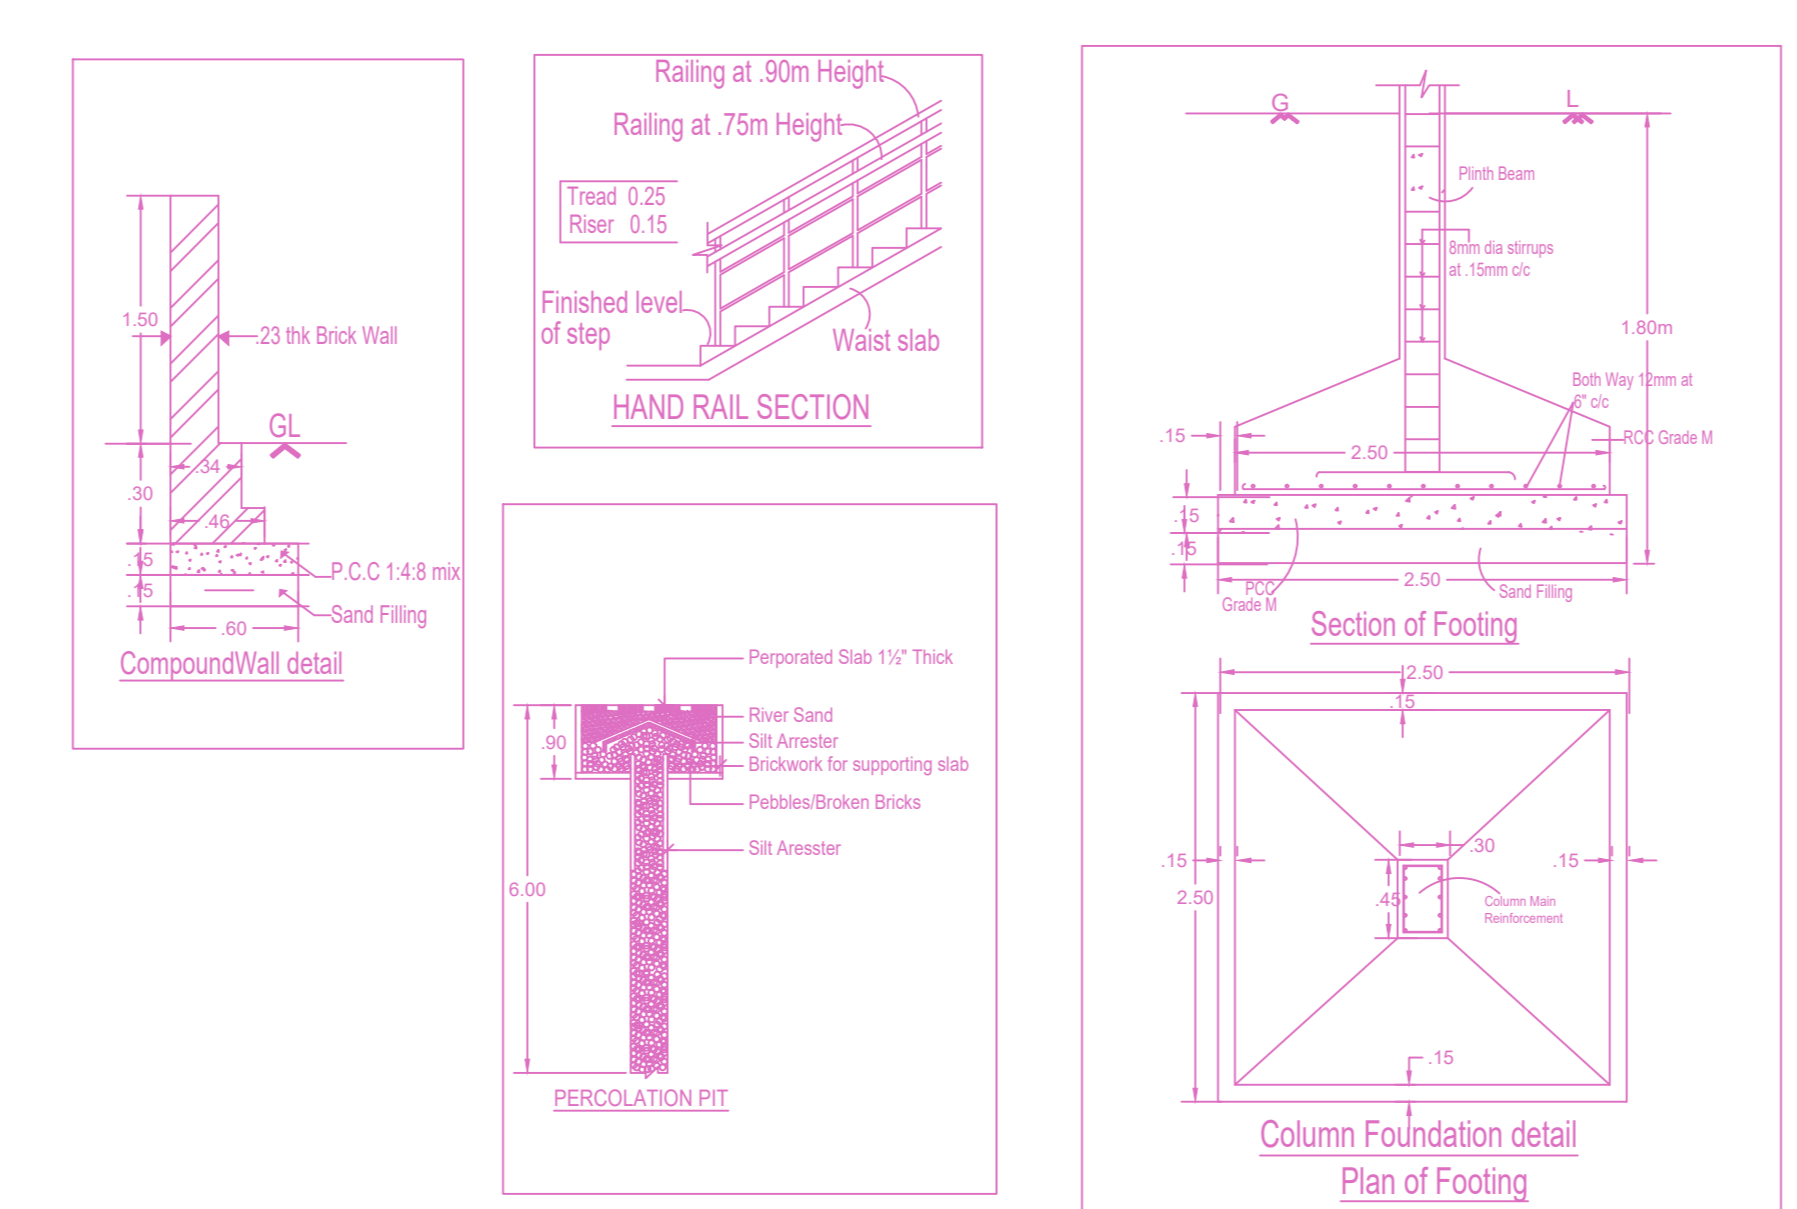 1.50
.23 thk Brick Wall
GL
.34
.30
.46
.15
P.C.C 1:4:8 mix
.15
Sand Filling
.60
CompoundWall detail
Railing at .90m Height
Railing at .75m Height
Tread 0.25
Riser 0.15
Finished level
of step
Waist slab
HAND RAIL SECTION
Perporated Slab 1½" Thick
River Sand
.90
Silt Arrester
Brickwork for supporting slab
Pebbles/Broken Bricks
Silt Aresster
6.00
PERCOLATION PIT
G
L
Plinth Beam
8mm dia stirrups
at .15mm c/c
1.80m
Both Way 12mm at
6" c/c
.15
RCC Grade M
2.50
.15
.15
2.50
PCC
Grade M
Sand Filling
Section of Footing
2.50
.15
.30
.15
.15
2.50
.45
Column Main
Reinforcement
.15
Column Foundation detail
Plan of Footing